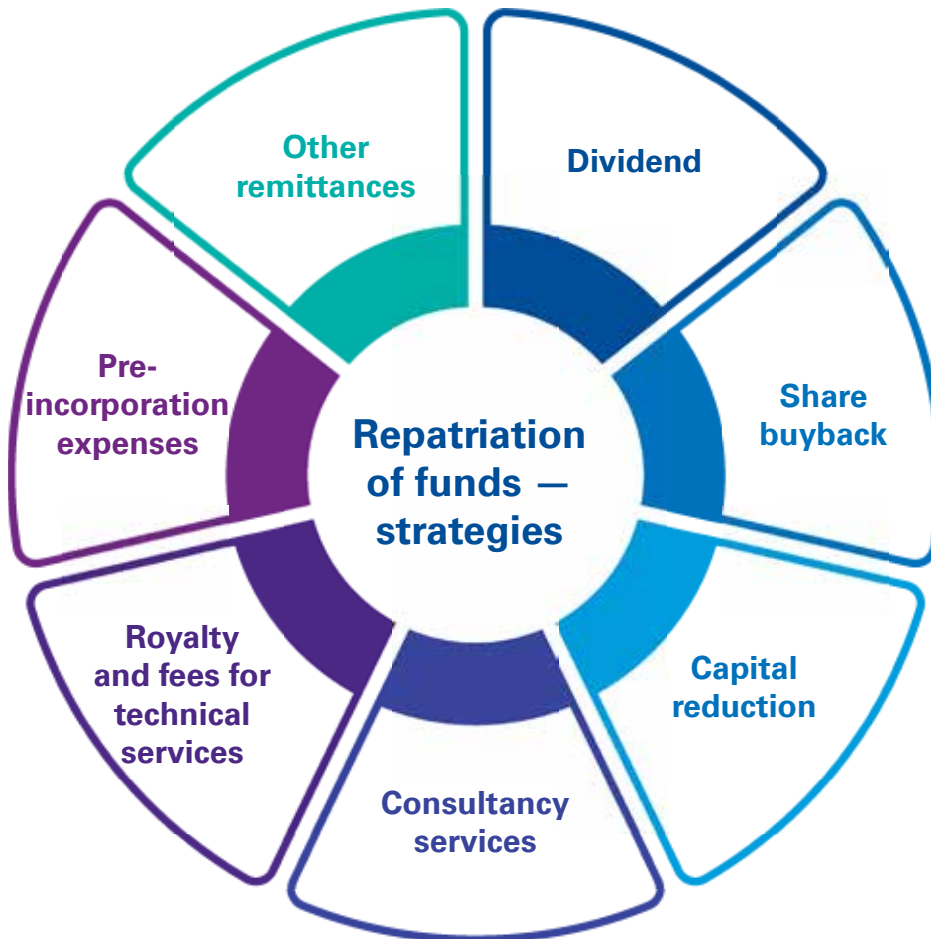 Repatriation
of funds —
strategies
Dividend
Share
buyback
Capital
reduction
Consultancy
services
Royalty
and fees for
technical
services
Pre-
incorporation
expenses
Other
remittances